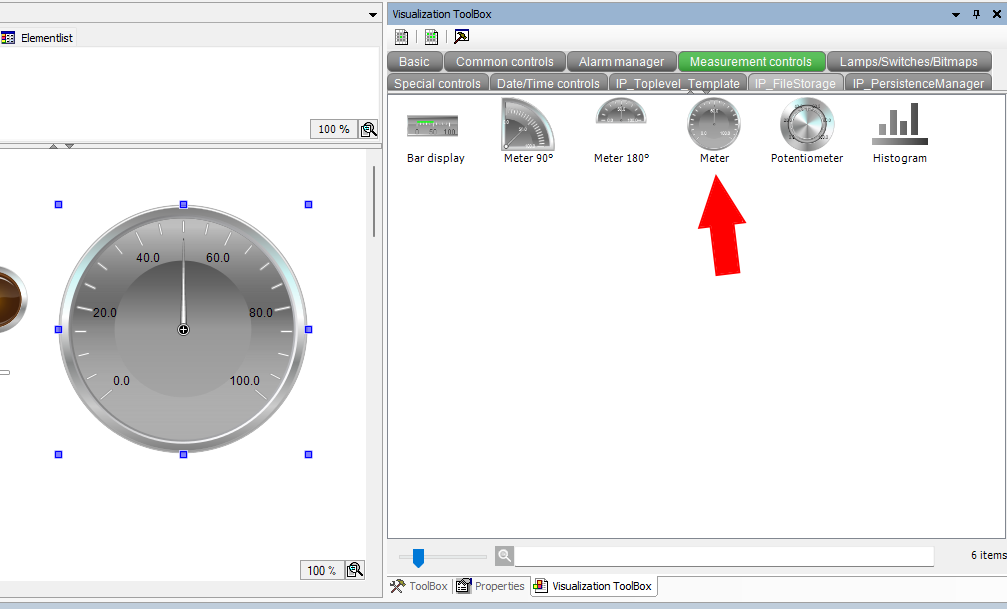 Elementlist
100 %
40.0 60.0
20.0 80.0
0.0 100.0
100 %
Visualization ToolBox
Basic Common controls Alarm manager Measurement controls Lamps/Switches/Bitmaps
Special controls Date/Time controls IP_Toplevel_Template IP_FileStorage IP_PersistenceManager
Bar display Meter 90° Meter 180° Meter Potentiometer Histogram
6 items
ToolBox Properties Visualization ToolBox